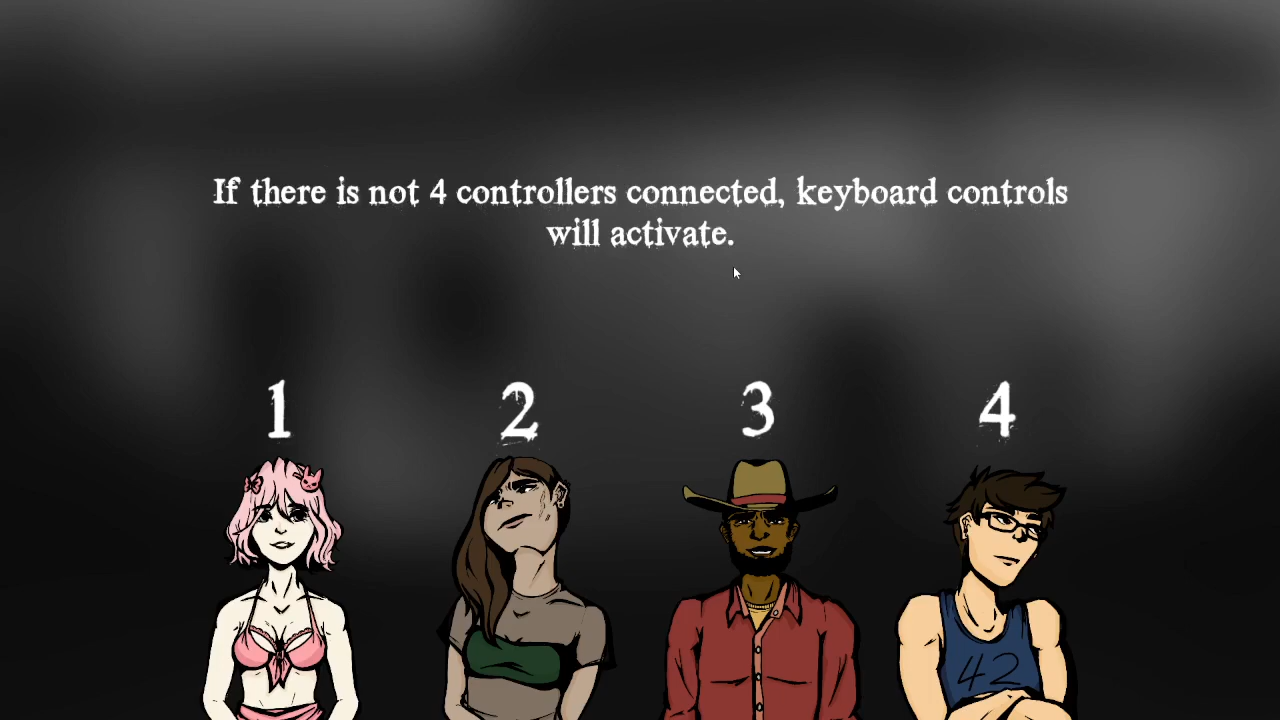 If there is not 4 controllers connected, keyboard controls
will activate.
1 2 3 4
42